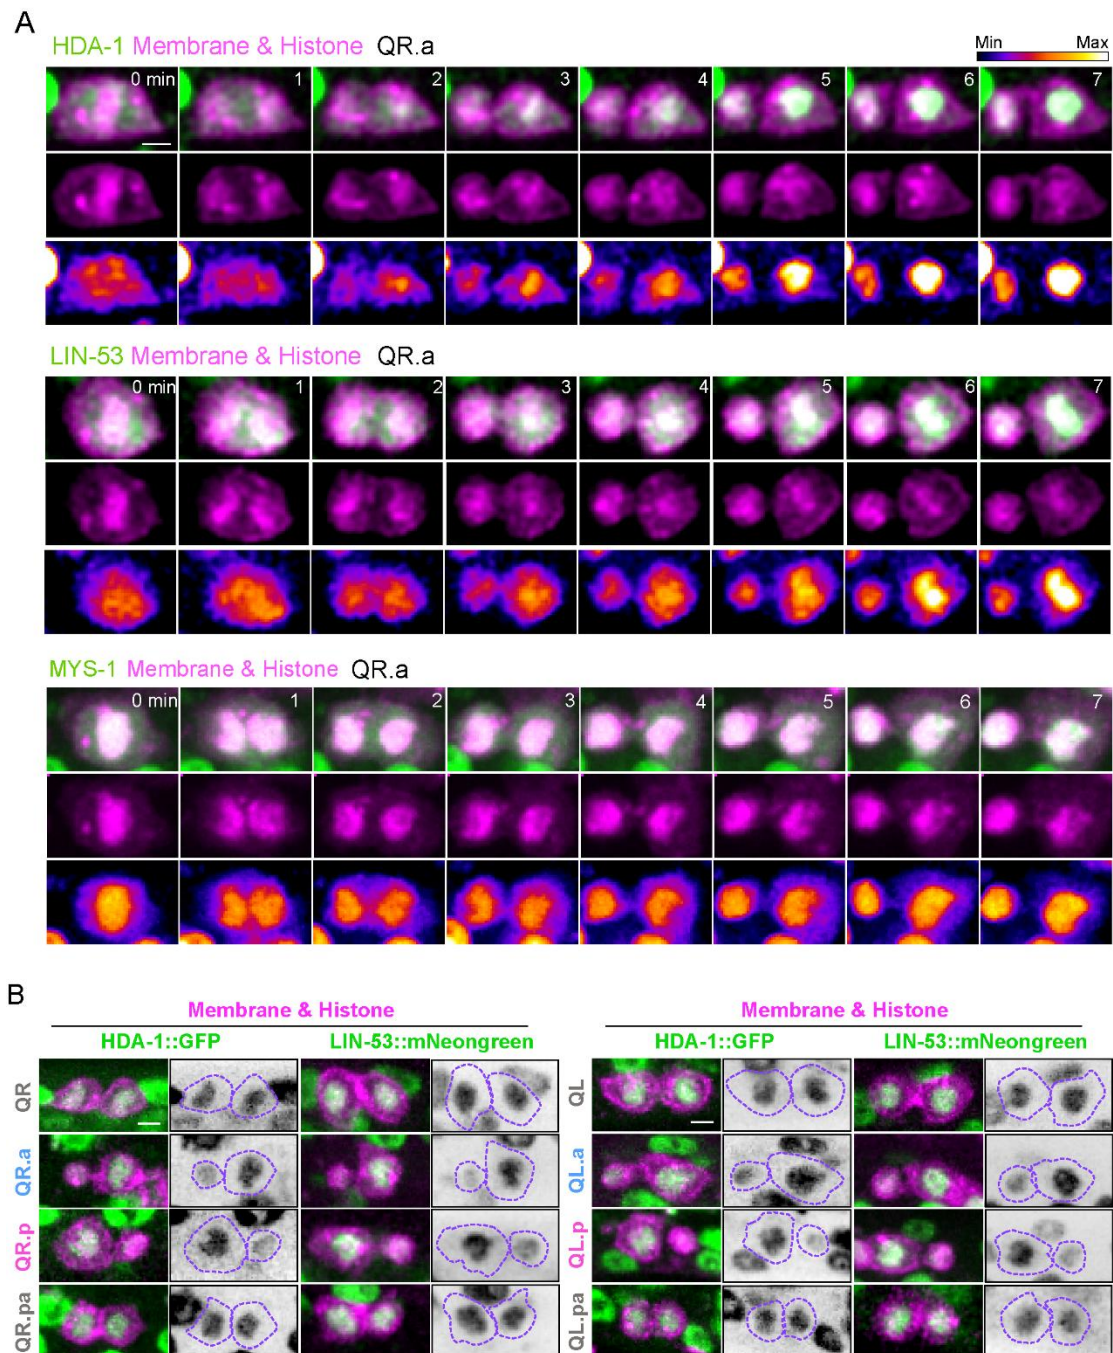 A
HDA-1 Membrane & Histone QR.a
Min Max
0 min 1 2 3 4 5 6 7
LIN-53 Membrane & Histone QR.a
0 min 1 2 3 4 5 6 7
MYS-1 Membrane & Histone QR.a
0 min 1 2 3 4 5 6 7
B
Membrane & Histone
HDA-1::GFP LIN-53::mNeongreen
QR
QR.a
QR.p
QR.pa
Membrane & Histone
HDA-1::GFP LIN-53::mNeongreen
QL
QL.a
QL.p
QL.pa